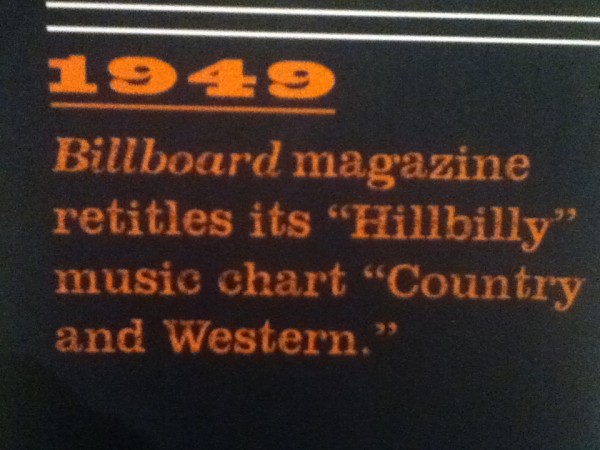 1949
Billboard magazine
retitles its “Hillbilly”
music chart “Country
and Western.”